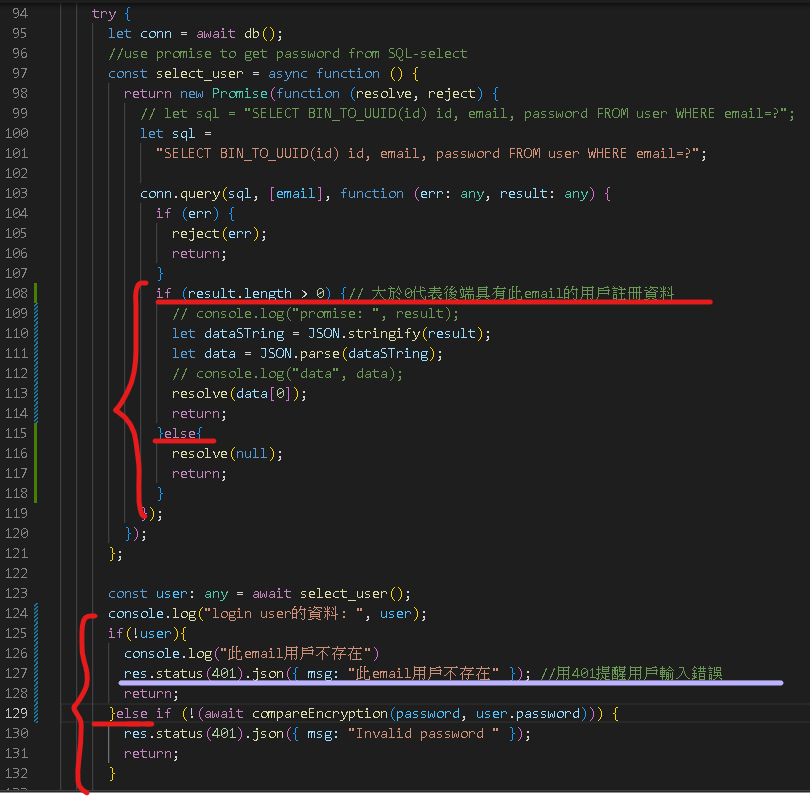 94 try {
95 let conn = await db();
96 //use promise to get password from SQL-select
97 const select_user = async function () {
98 return new Promise(function (resolve, reject) {
99 // let sql = "SELECT BIN_TO_UUID(id) id, email, password FROM user WHERE email=?";
100 let sql =
101 "SELECT BIN_TO_UUID(id) id, email, password FROM user WHERE email=?";
102
103 conn.query(sql, [email], function (err: any, result: any) {
104 if (err) {
105 reject(err);
106 return;
107 }
108 if (result.length > 0) {// 大於0代表後端具有此email的用戶註冊資料
109 // console.log("promise: ", result);
110 let dataSTring = JSON.stringify(result);
111 let data = JSON.parse(dataSTring);
112 // console.log("data", data);
113 resolve(data[0]);
114 return;
115 }else{
116 resolve(null);
117 return;
118 }
119 });
120 });
121 };
122
123 const user: any = await select_user();
124 console.log("login user的資料: ", user);
125 if(!user){
126 console.log("此email用戶不存在")
127 res.status(401).json({ msg: "此email用戶不存在" }); //用401提醒用戶輸入錯誤
128 return;
129 }else if (!(await compareEncryption(password, user.password))) {
130 res.status(401).json({ msg: "Invalid password " });
131 return;
132 }